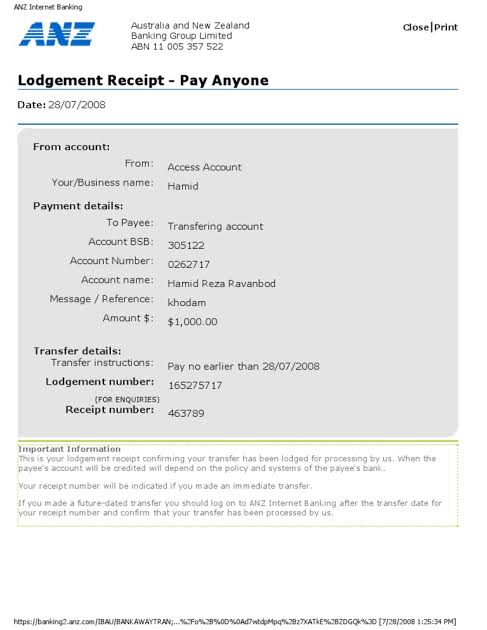 ANZ Internet Banking
ANZ
Australia and New Zealand
Banking Group Limited
ABN 11 005 357 522
Close|Print
Lodgement Receipt - Pay Anyone
Date: 28/07/2008
From account:
From: Access Account
Your/Business name: Hamid
Payment details:
To Payee: Transfering account
Account BSB: 305122
Account Number: 0262717
Account name: Hamid Reza Ravanbod
Message / Reference: khodam
Amount $: $1,000.00
Transfer details:
Transfer instructions: Pay no earlier than 28/07/2008
Lodgement number: 165275717
(FOR ENQUIRIES)
Receipt number: 463789
Important Information
This is your lodgement receipt confirming your transfer has been lodged for processing by us. When the
payee's account will be credited will depend on the policy and systems of the payee's bank.
Your receipt number will be indicated if you made an immediate transfer.
If you made a future-dated transfer you should log on to ANZ Internet Banking after the transfer date for
your receipt number and confirm that your transfer has been processed by us.
https://banking2.anz.com/IBAU/BANKAWAYTRAN;...%2Fo%2B%0D%0Ad7wtdpMpq%2Bz7XATkE%2BZDGQk%3D [7/28/2008 1:25:34 PM]